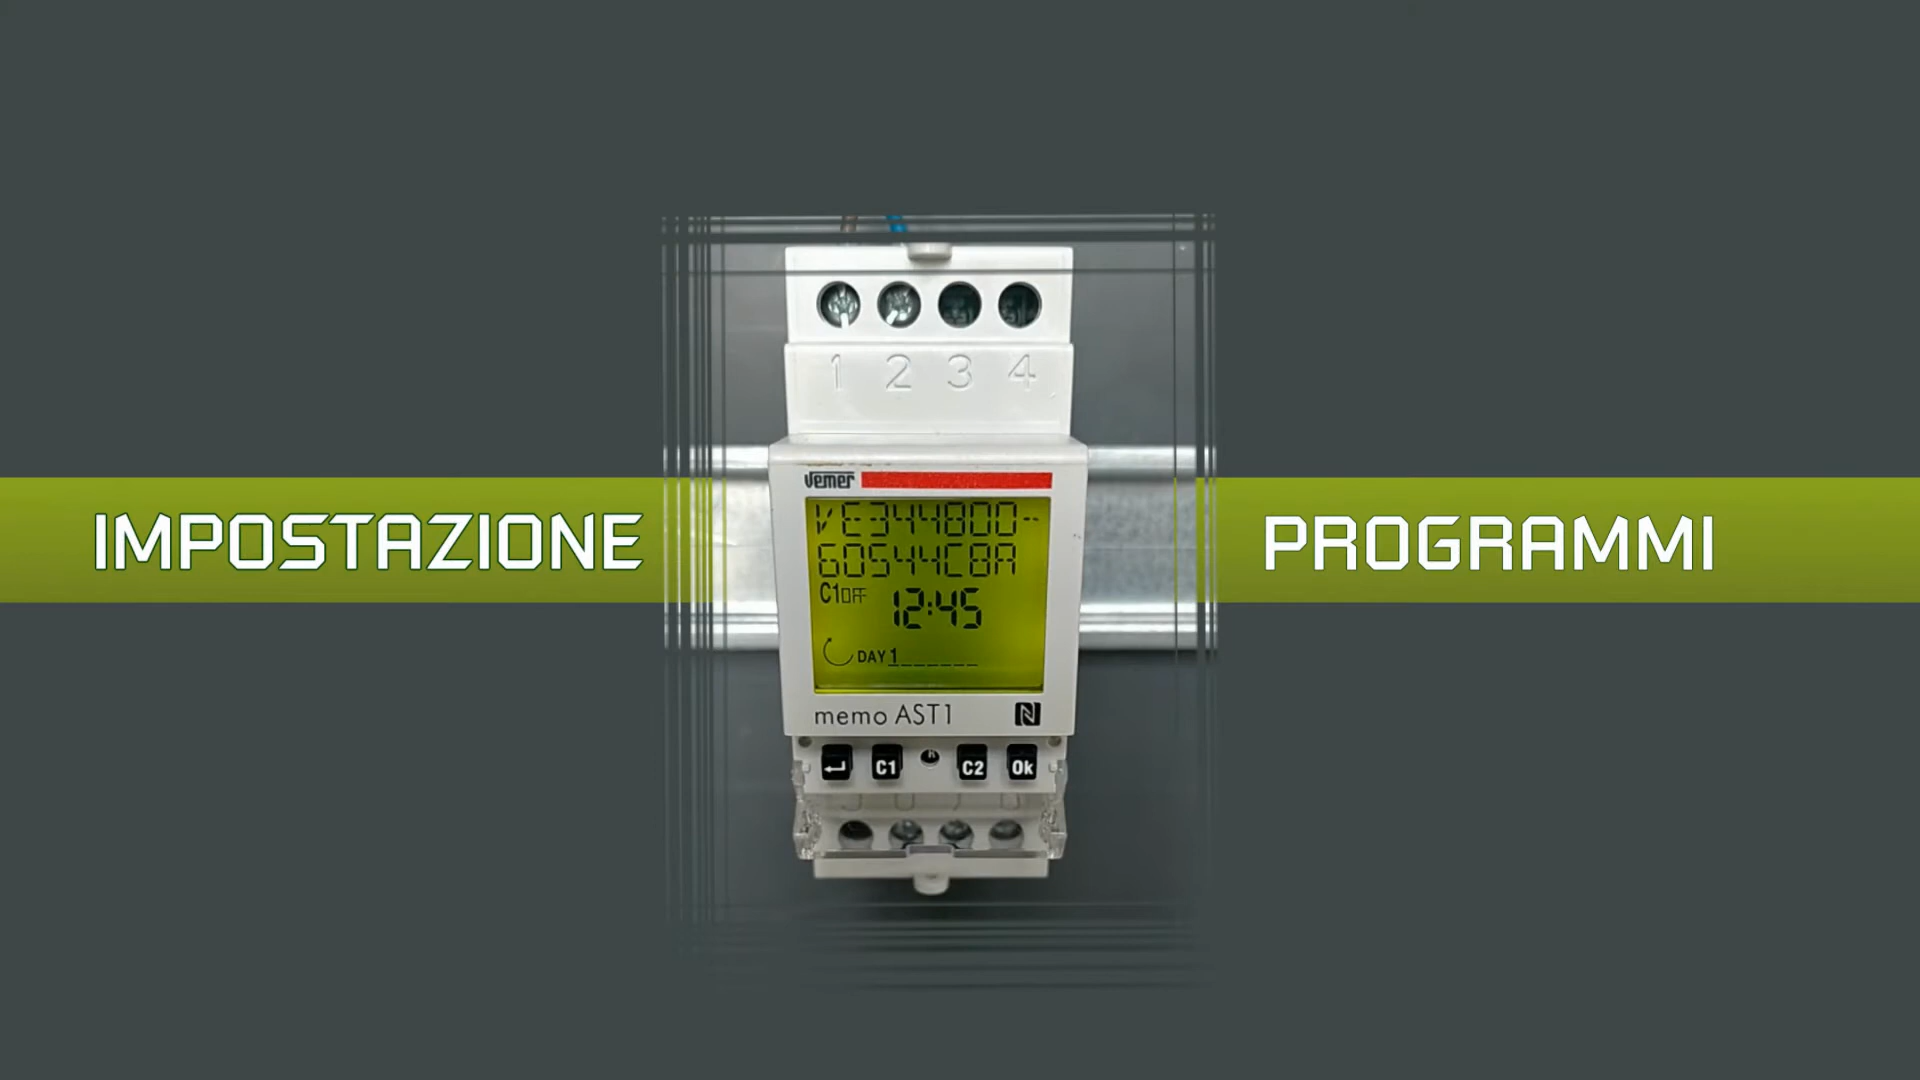 IMPOSTAZIONE PROGRAMMI
1 2 3 4
Vemer
VE344800--
60544C8A
C1OFF 12:45
DAY 1
memo AST1
C1 R C2 Ok